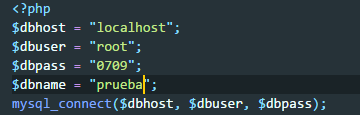 <?php
$dbhost = "localhost";
$dbuser = "root";
$dbpass = "0709";
$dbname = "prueba";
mysql_connect($dbhost, $dbuser, $dbpass);